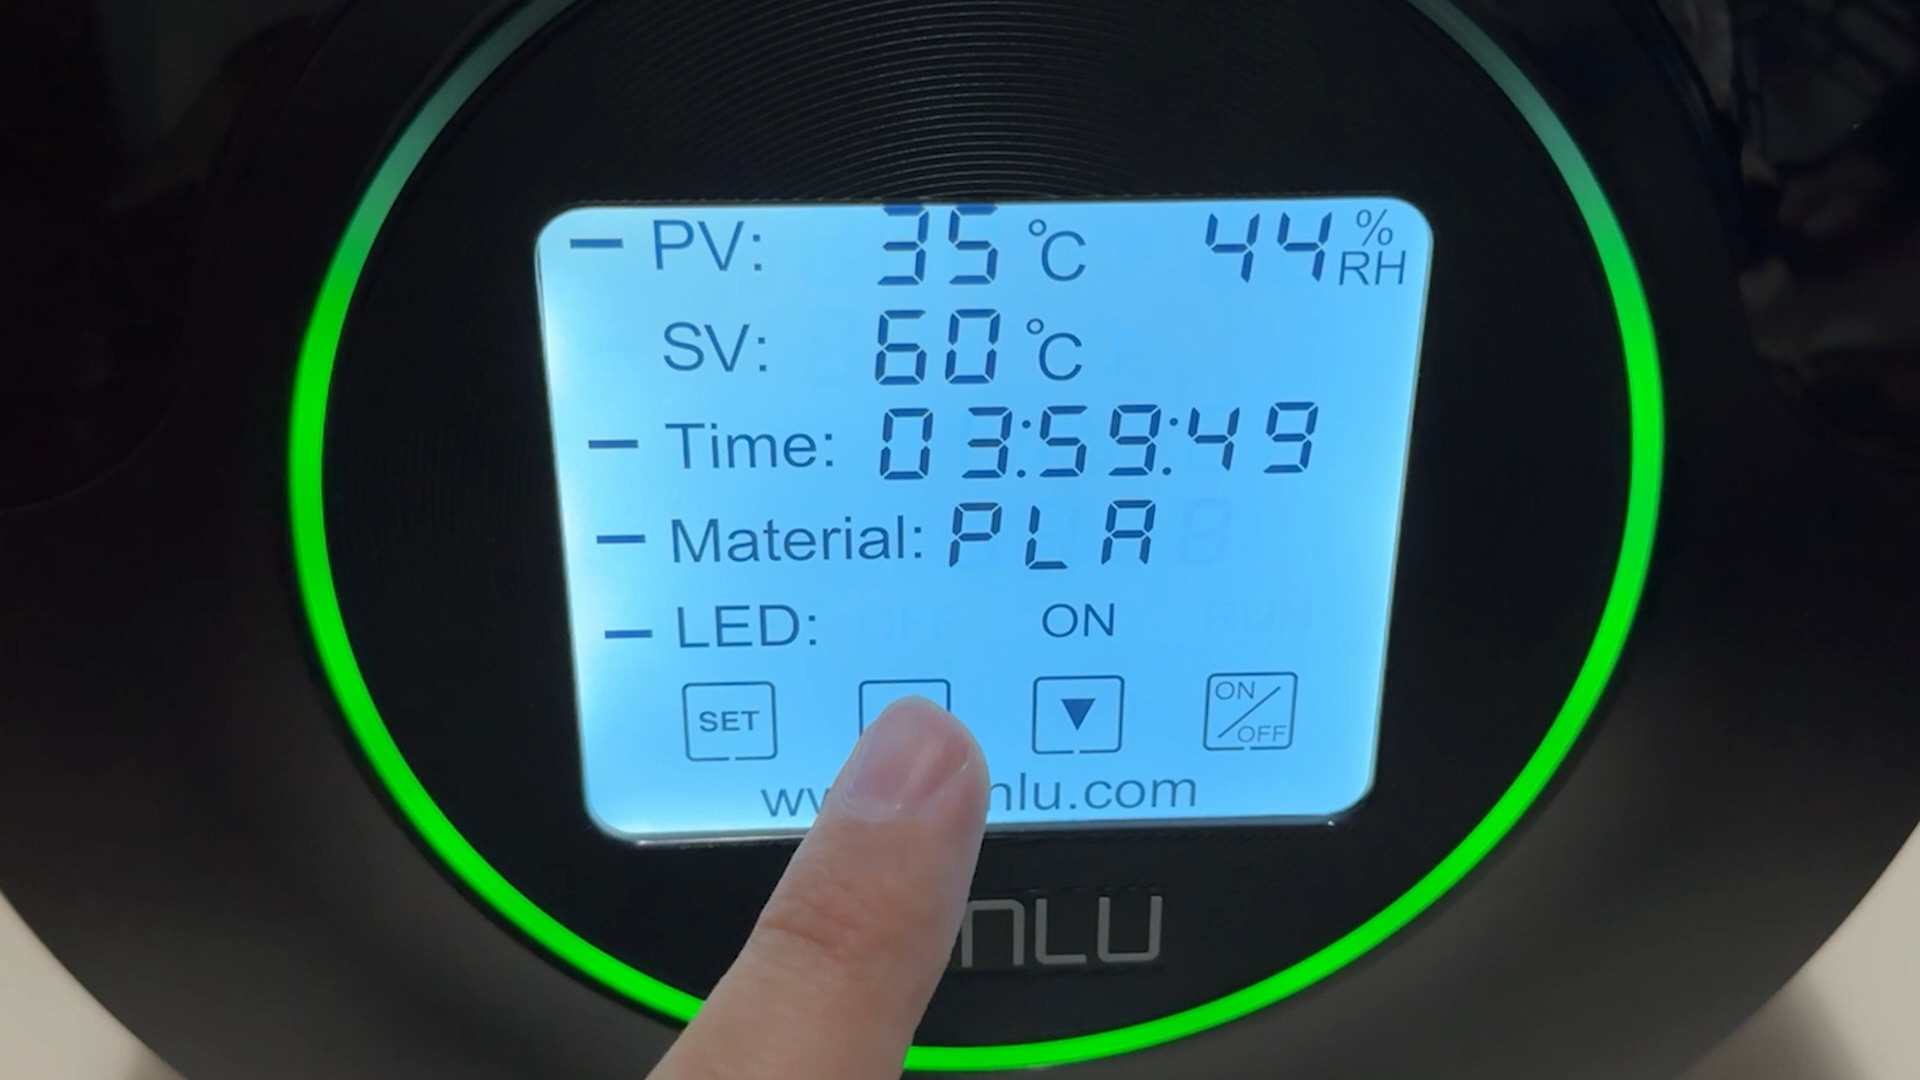 PV: 35 °C 44 % RH
SV: 60 °C
Time: 03:59:49
Material: PLA
LED: ON
SET ▼ ON/OFF
nlu.com
nLU